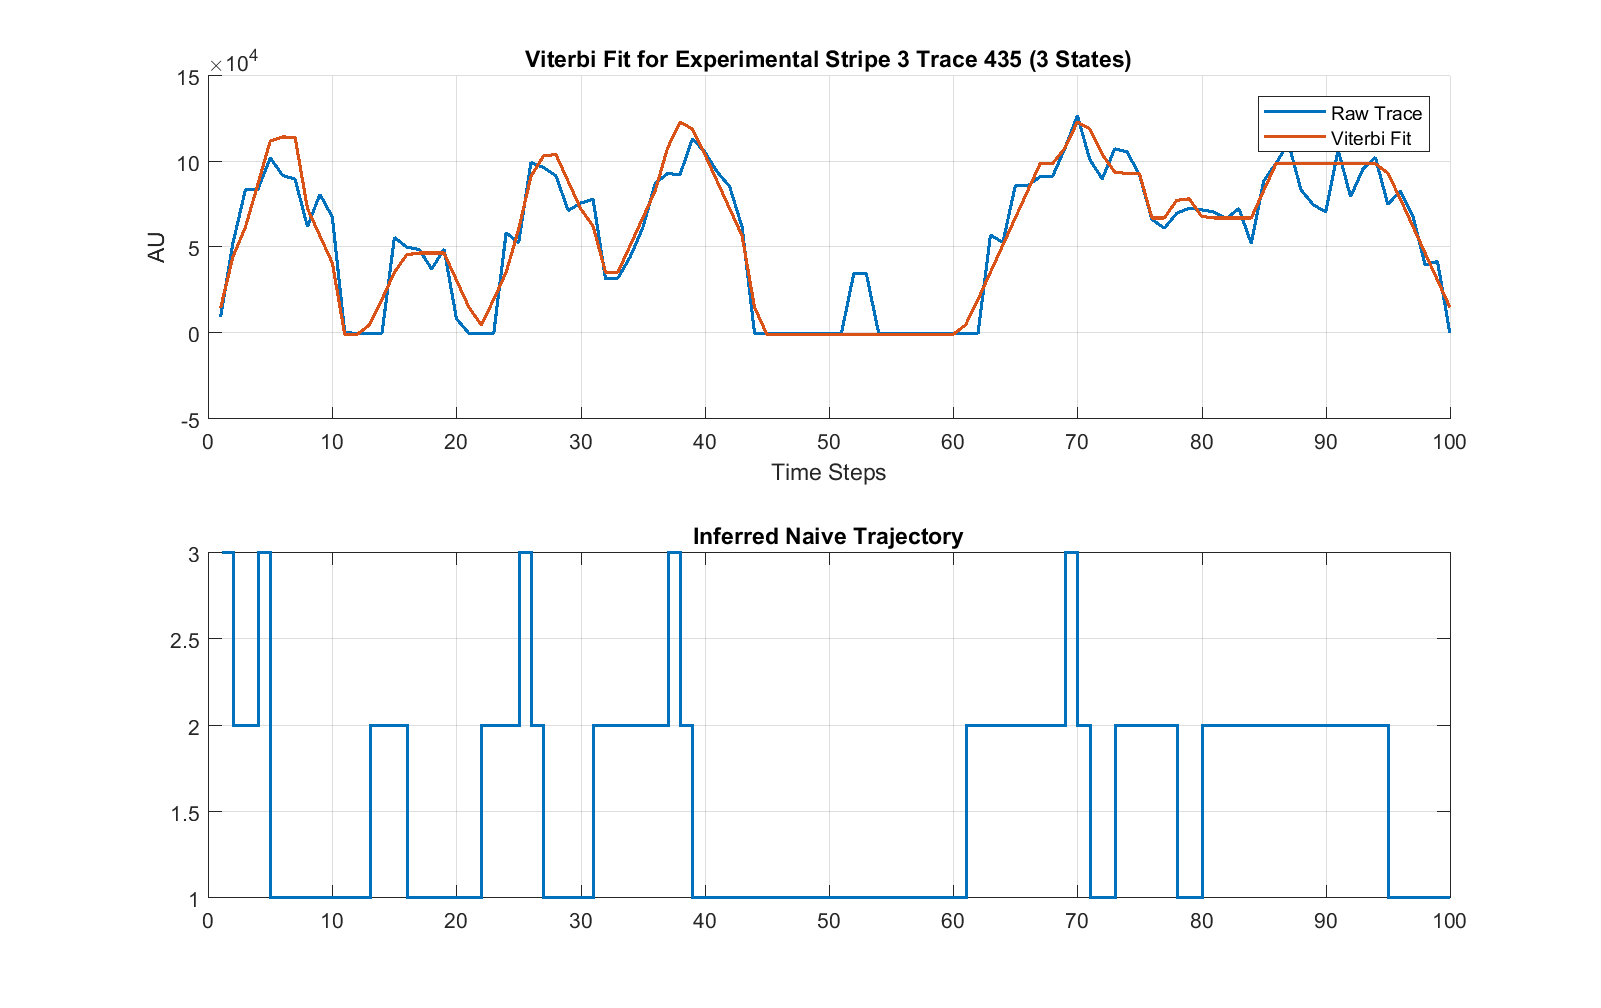 Viterbi Fit for Experimental Stripe 3 Trace 435 (3 States)
×10^4
15
10
5
0
-5
AU
Raw Trace
Viterbi Fit
0 10 20 30 40 50 60 70 80 90 100
Time Steps
Inferred Naive Trajectory
3
2.5
2
1.5
1
0 10 20 30 40 50 60 70 80 90 100